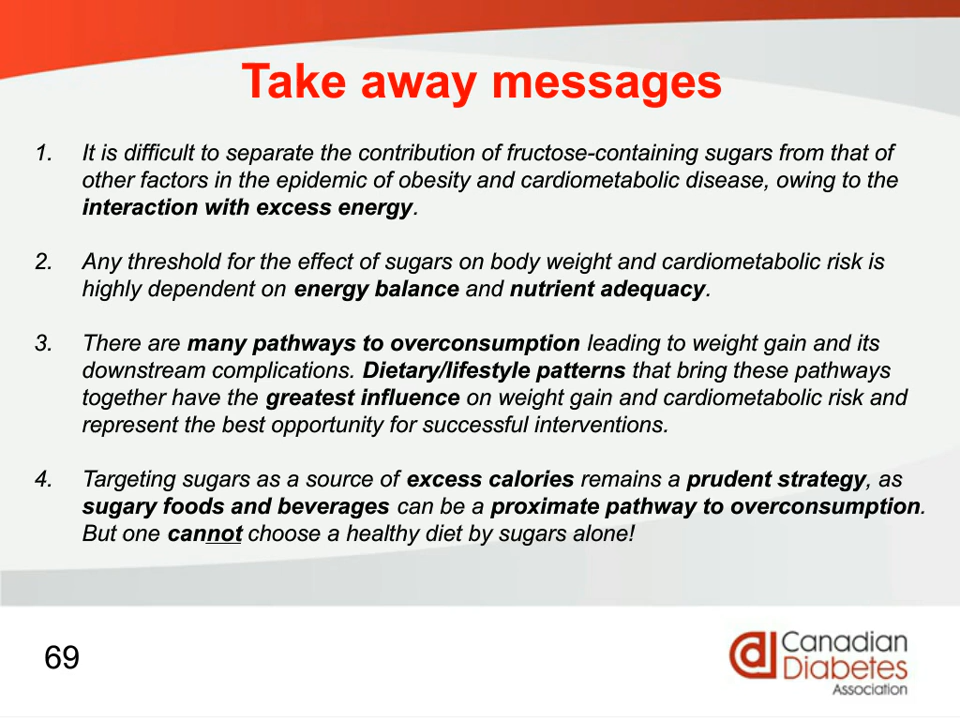 Take away messages
1. It is difficult to separate the contribution of fructose-containing sugars from that of
other factors in the epidemic of obesity and cardiometabolic disease, owing to the
interaction with excess energy.
2. Any threshold for the effect of sugars on body weight and cardiometabolic risk is
highly dependent on energy balance and nutrient adequacy.
3. There are many pathways to overconsumption leading to weight gain and its
downstream complications. Dietary/lifestyle patterns that bring these pathways
together have the greatest influence on weight gain and cardiometabolic risk and
represent the best opportunity for successful interventions.
4. Targeting sugars as a source of excess calories remains a prudent strategy, as
sugary foods and beverages can be a proximate pathway to overconsumption.
But one cannot choose a healthy diet by sugars alone!
69
Canadian
Diabetes
Association